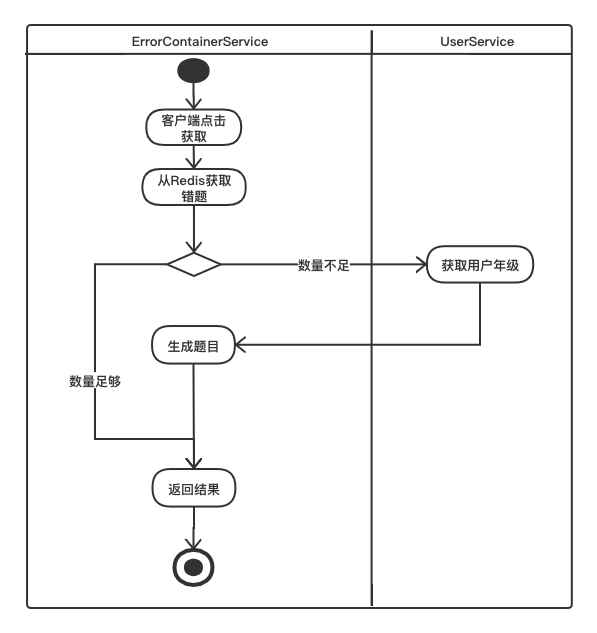 ErrorContainerService
UserService
客户端点击
获取
从Redis获取
错题
数量不足
获取用户年级
生成题目
数量足够
返回结果